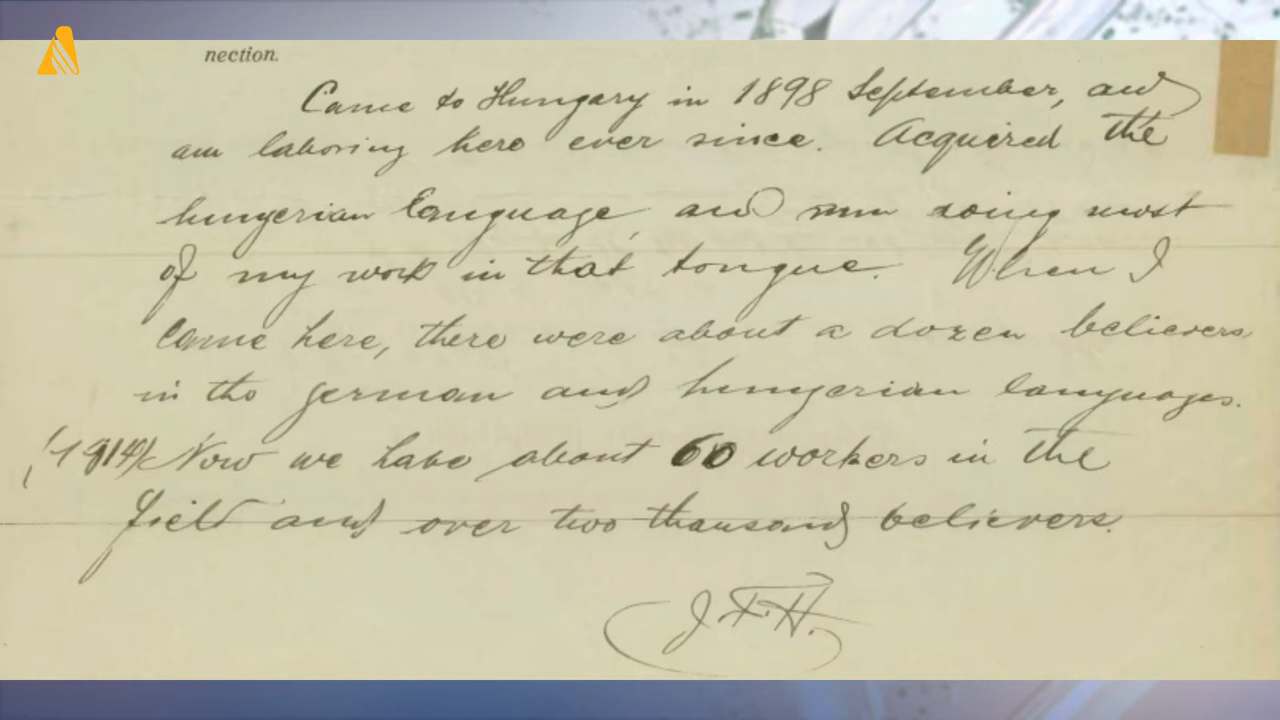 nection.
Came to Hungary in 1898 September, and
am laboring here ever since. Acquired the
hungerian language, and am doing most
of my work in that tongue. When I
came here, there were about a dozen believers
in the german and hungerian languages.
(1914) Now we have about 60 workers in the
field and over two thousand believers.
J.F.H.